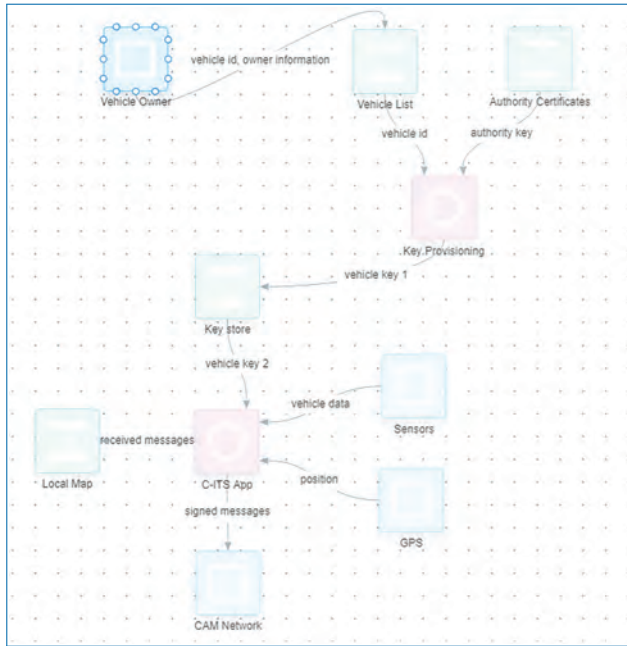 vehicle id, owner information
Vehicle Owner
Vehicle List
Authority Certificates
vehicle id
authority key
Key Provisioning
vehicle key 1
Key store
vehicle key 2
vehicle data
Sensors
received messages
Local Map
C-ITS App
position
signed messages
GPS
CAM Network